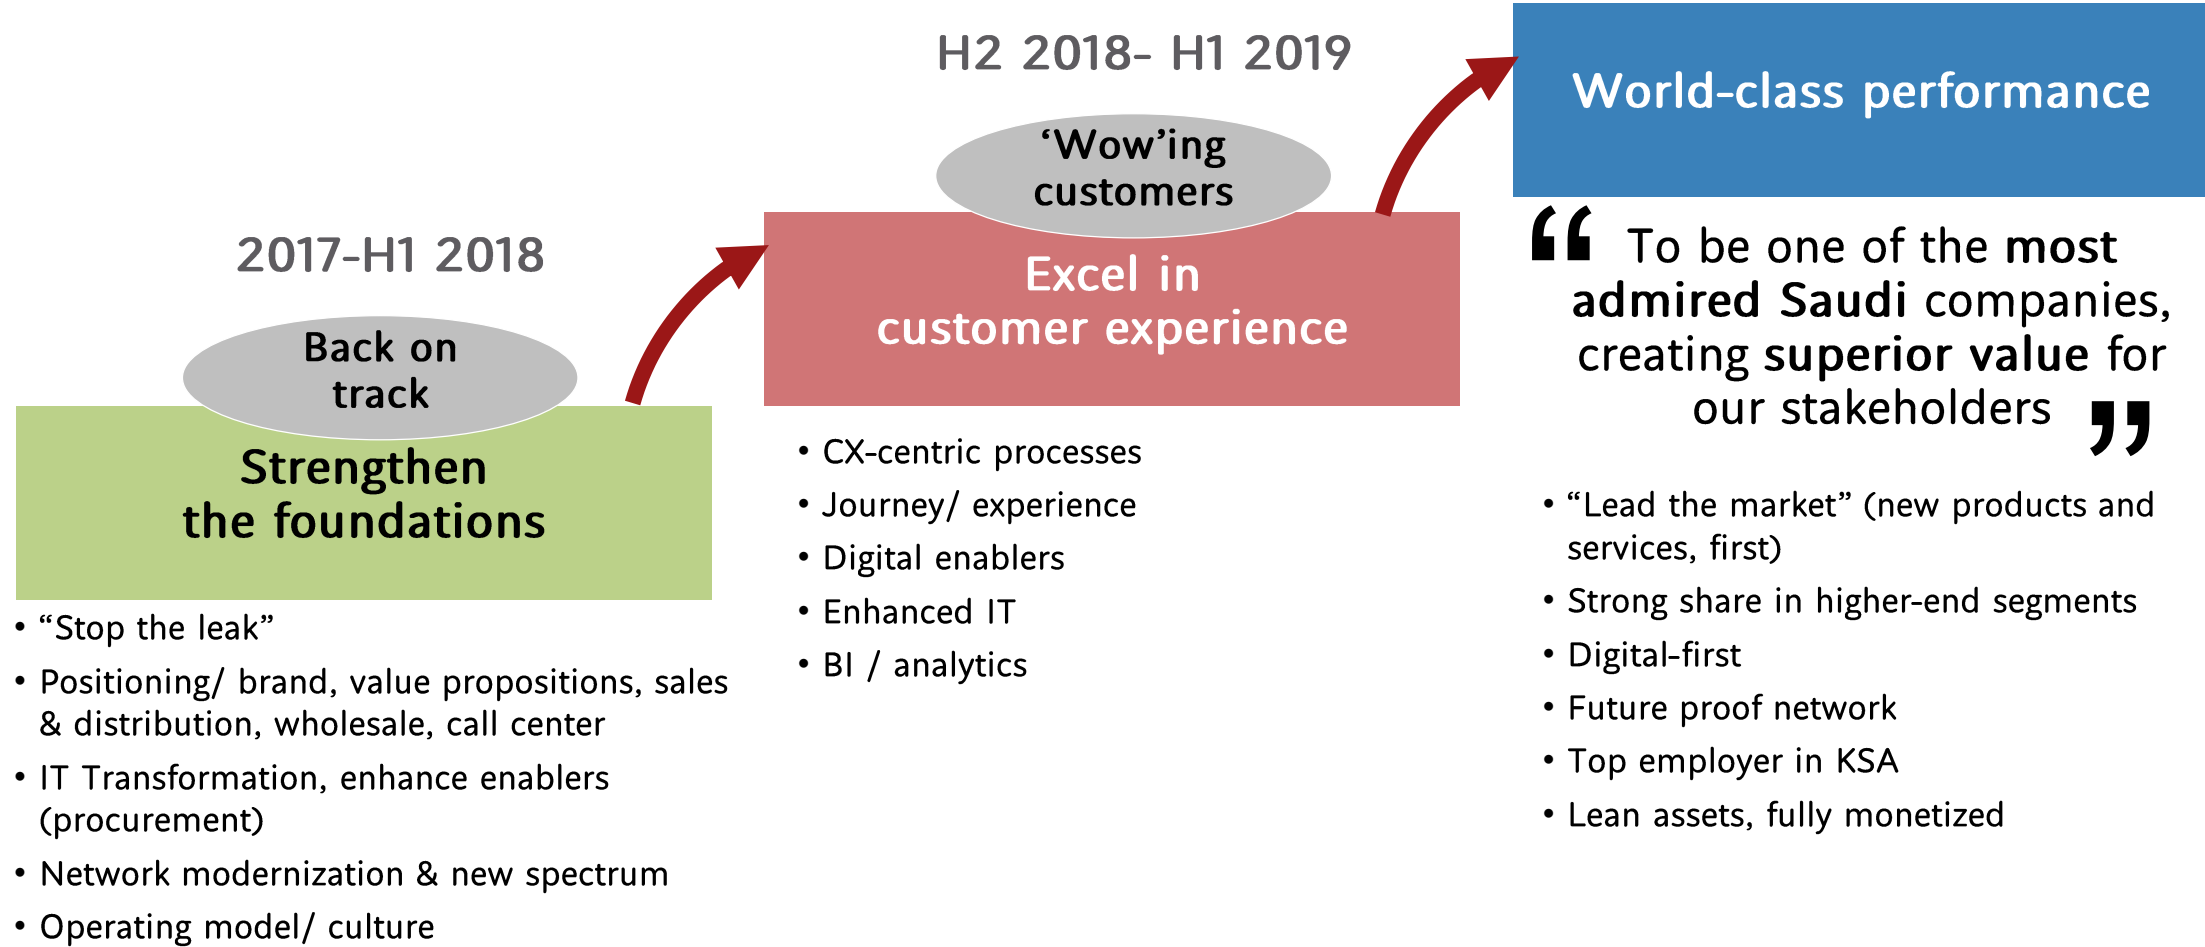 2017-H1 2018
Back on
track
Strengthen
the foundations
• “Stop the leak”
• Positioning/ brand, value propositions, sales
& distribution, wholesale, call center
• IT Transformation, enhance enablers
(procurement)
• Network modernization & new spectrum
• Operating model/ culture
H2 2018- H1 2019
‘Wow’ing
customers
Excel in
customer experience
• CX-centric processes
• Journey/ experience
• Digital enablers
• Enhanced IT
• BI / analytics
World-class performance
“ To be one of the most
admired Saudi companies,
creating superior value for
our stakeholders ”
• “Lead the market” (new products and
services, first)
• Strong share in higher-end segments
• Digital-first
• Future proof network
• Top employer in KSA
• Lean assets, fully monetized